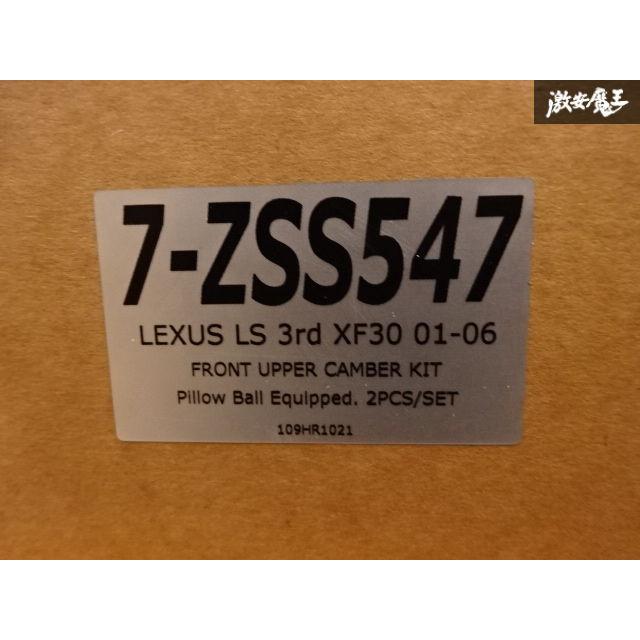 激安魔王
7-ZSS547
LEXUS LS 3rd XF30 01-06
FRONT UPPER CAMBER KIT
Pillow Ball Equipped. 2PCS/SET
109HR1021